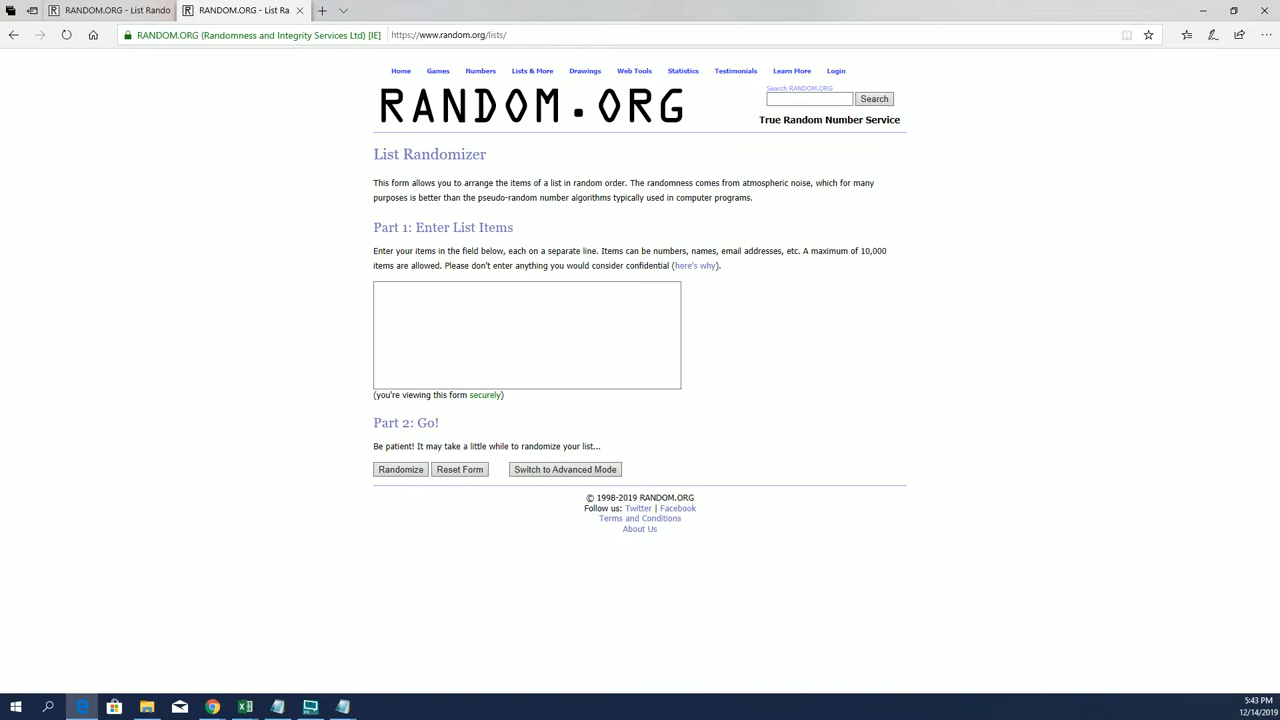 RANDOM.ORG - List Rando
RANDOM.ORG - List Ra
RANDOM.ORG (Randomness and Integrity Services Ltd) [IE]
https://www.random.org/lists/
Home Games Numbers Lists & More Drawings Web Tools Statistics Testimonials Learn More Login
RANDOM.ORG
Search RANDOM.ORG
Search
True Random Number Service
List Randomizer
This form allows you to arrange the items of a list in random order. The randomness comes from atmospheric noise, which for many
purposes is better than the pseudo-random number algorithms typically used in computer programs.
Part 1: Enter List Items
Enter your items in the field below, each on a separate line. Items can be numbers, names, email addresses, etc. A maximum of 10,000
items are allowed. Please don't enter anything you would consider confidential (here's why).
(you're viewing this form securely)
Part 2: Go!
Be patient! It may take a little while to randomize your list...
Randomize Reset Form Switch to Advanced Mode
© 1998-2019 RANDOM.ORG
Follow us: Twitter | Facebook
Terms and Conditions
About Us
5:43 PM
12/14/2019